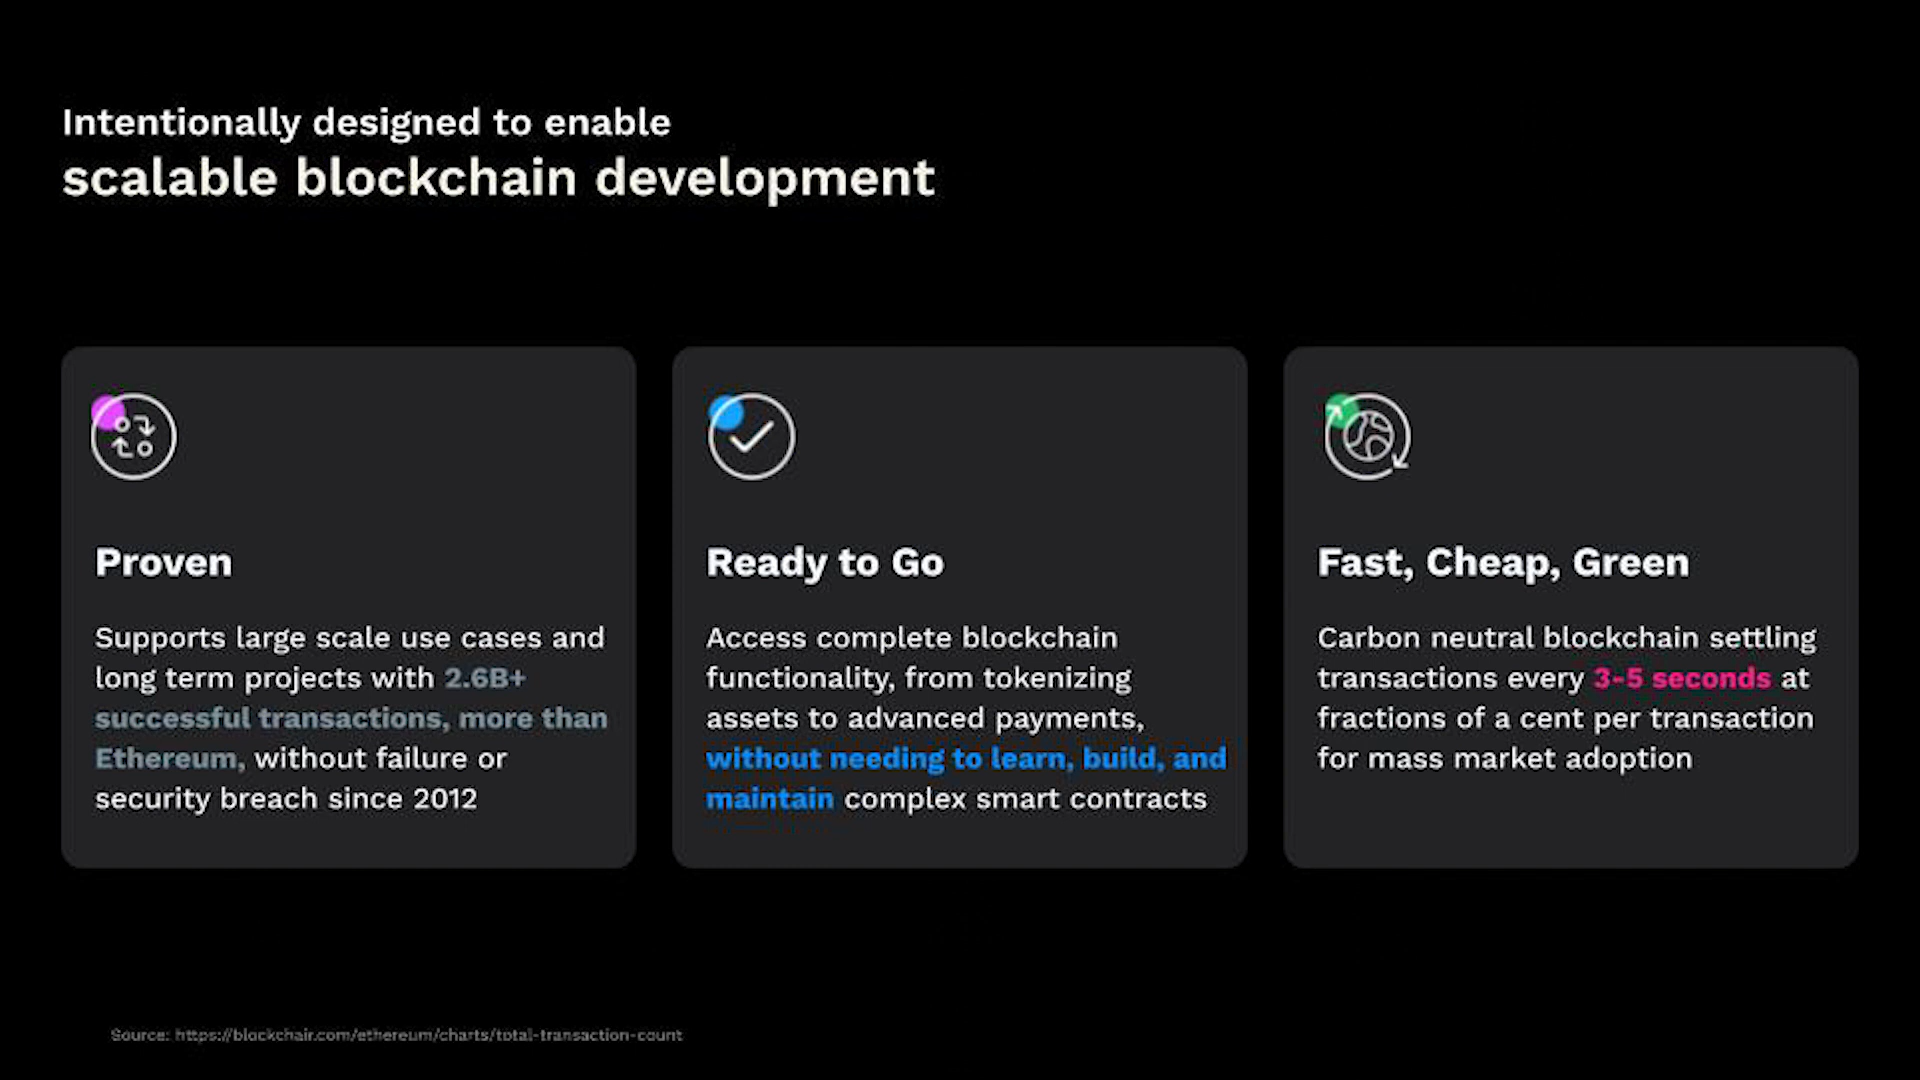 Intentionally designed to enable
scalable blockchain development
Proven
Supports large scale use cases and
long term projects with 2.6B+
successful transactions, more than
Ethereum, without failure or
security breach since 2012
Ready to Go
Access complete blockchain
functionality, from tokenizing
assets to advanced payments,
without needing to learn, build, and
maintain complex smart contracts
Fast, Cheap, Green
Carbon neutral blockchain settling
transactions every 3-5 seconds at
fractions of a cent per transaction
for mass market adoption
Source: https://blockchair.com/ethereum/charts/total-transaction-count